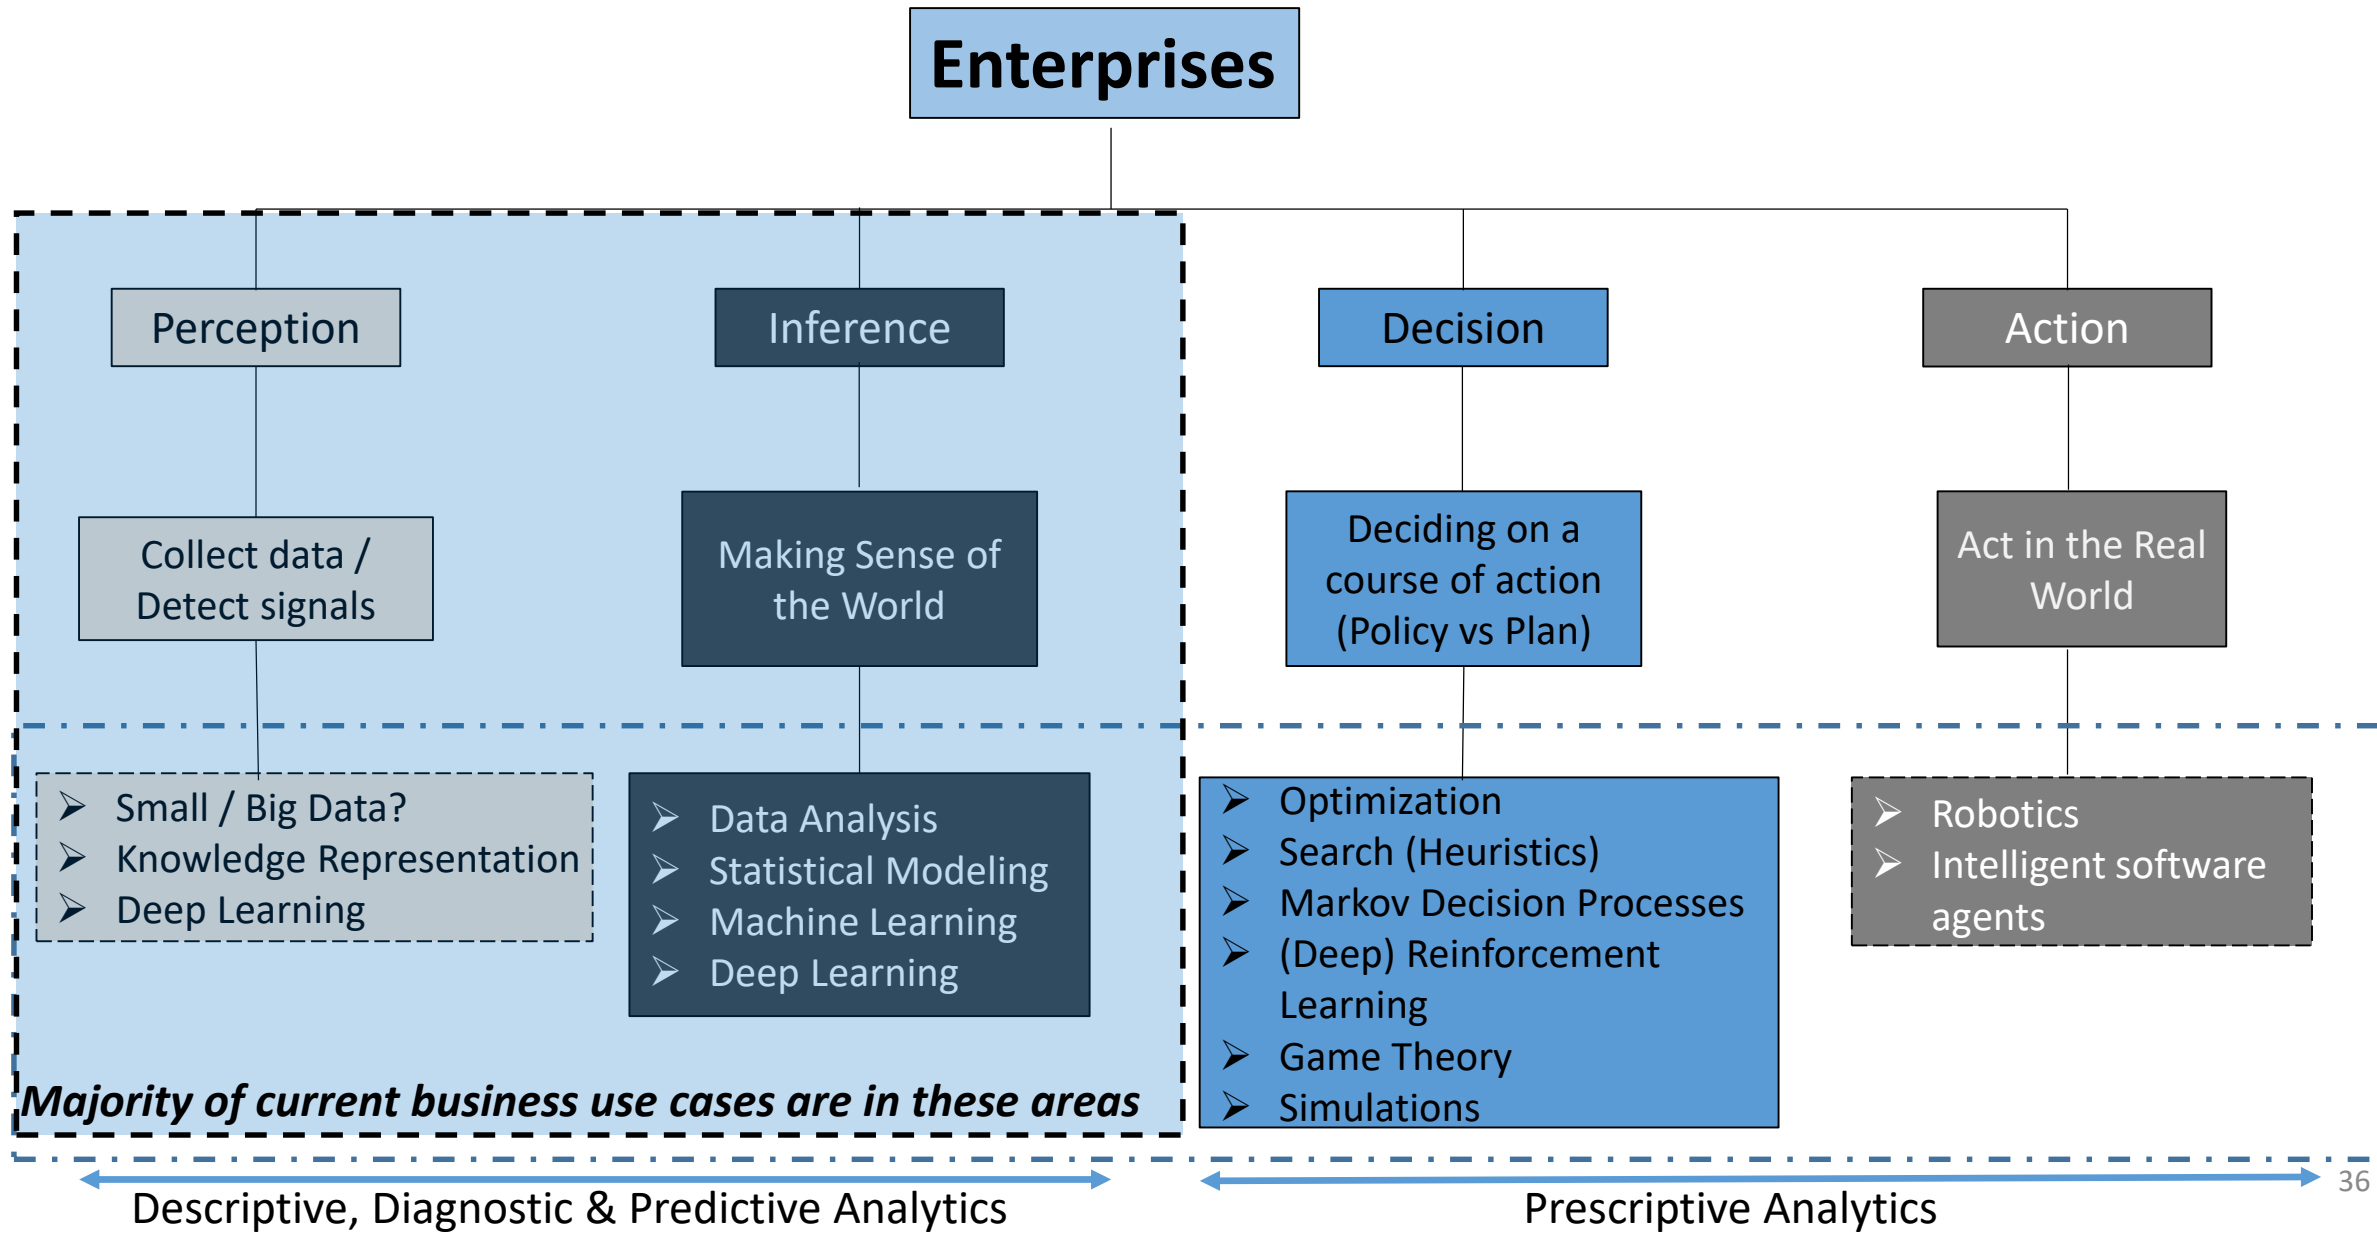 Enterprises
Perception
Inference
Decision
Action
Collect data /
Detect signals
Making Sense of
the World
Deciding on a
course of action
(Policy vs Plan)
Act in the Real
World
➢ Small / Big Data?
➢ Knowledge Representation
➢ Deep Learning
➢ Data Analysis
➢ Statistical Modeling
➢ Machine Learning
➢ Deep Learning
➢ Optimization
➢ Search (Heuristics)
➢ Markov Decision Processes
➢ (Deep) Reinforcement
Learning
➢ Game Theory
➢ Simulations
➢ Robotics
➢ Intelligent software
agents
Majority of current business use cases are in these areas
Descriptive, Diagnostic & Predictive Analytics
Prescriptive Analytics
36